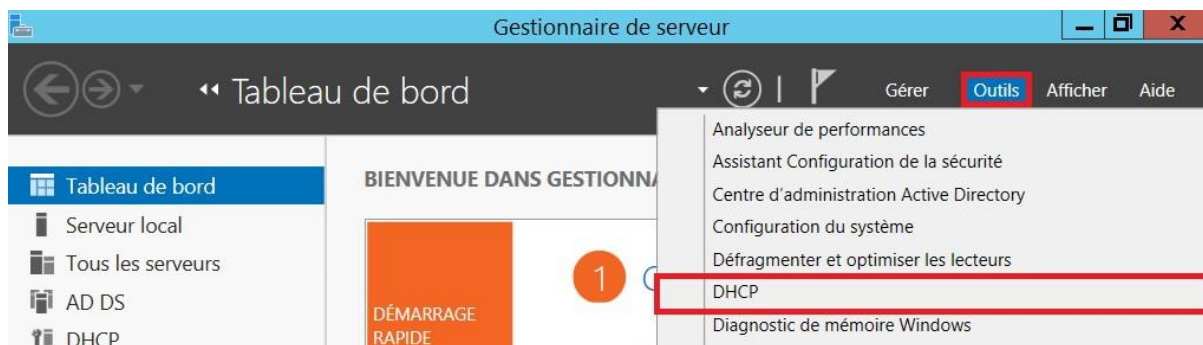 Gestionnaire de serveur
Tableau de bord
Gérer Outils Afficher Aide
Analyseur de performances
Assistant Configuration de la sécurité
Centre d'administration Active Directory
Configuration du système
Défragmenter et optimiser les lecteurs
DHCP
Diagnostic de mémoire Windows
Tableau de bord
Serveur local
Tous les serveurs
AD DS
DHCP
BIENVENUE DANS
DÉMARRAGE
RAPIDE
1